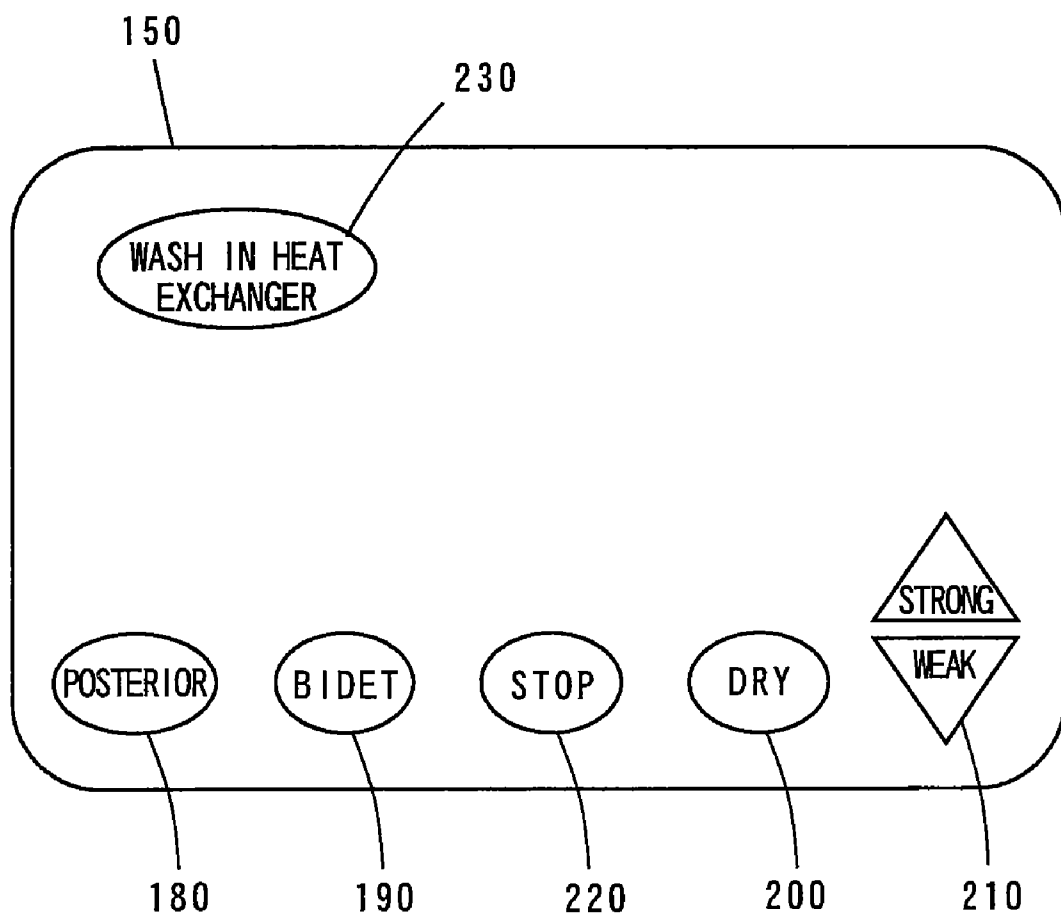 150
230
WASH IN HEAT
EXCHANGER
STRONG
WEAK
POSTERIOR
BIDET
STOP
DRY
180
190
220
200
210